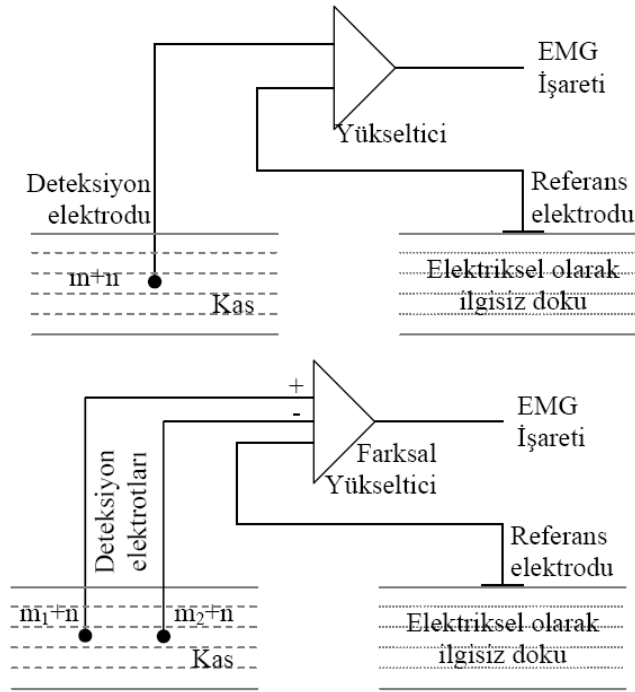 EMG
İşareti
Yükseltici
Deteksiyon
elektrodu
Referans
elektrodu
m+n
Kas
Elektriksel olarak
ilgisiz doku
+
-
EMG
İşareti
Farksal
Yükseltici
Deteksiyon
elektrotları
Referans
elektrodu
m₁+n
m₂+n
Kas
Elektriksel olarak
ilgisiz doku